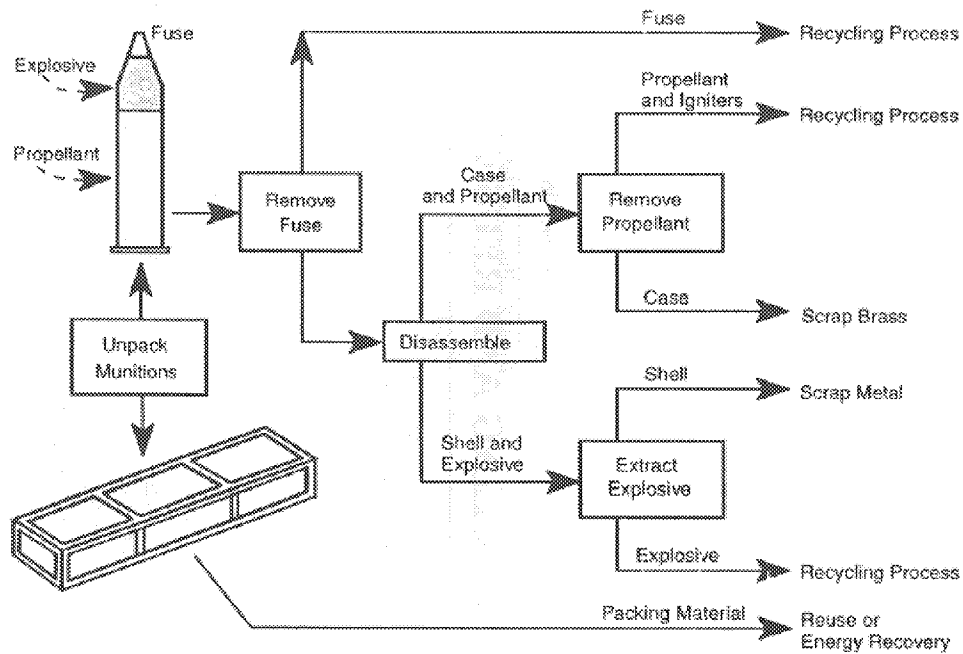 Fuse
Explosive
Propellant
Unpack
Munitions
Remove
Fuse
Fuse
Recycling Process
Case
and Propellant
Propellant
and Igniters
Recycling Process
Remove
Propellant
Case
Scrap Brass
Disassemble
Shell
Scrap Metal
Shell and
Explosive
Extract
Explosive
Explosive
Recycling Process
Packing Material
Reuse or
Energy Recovery